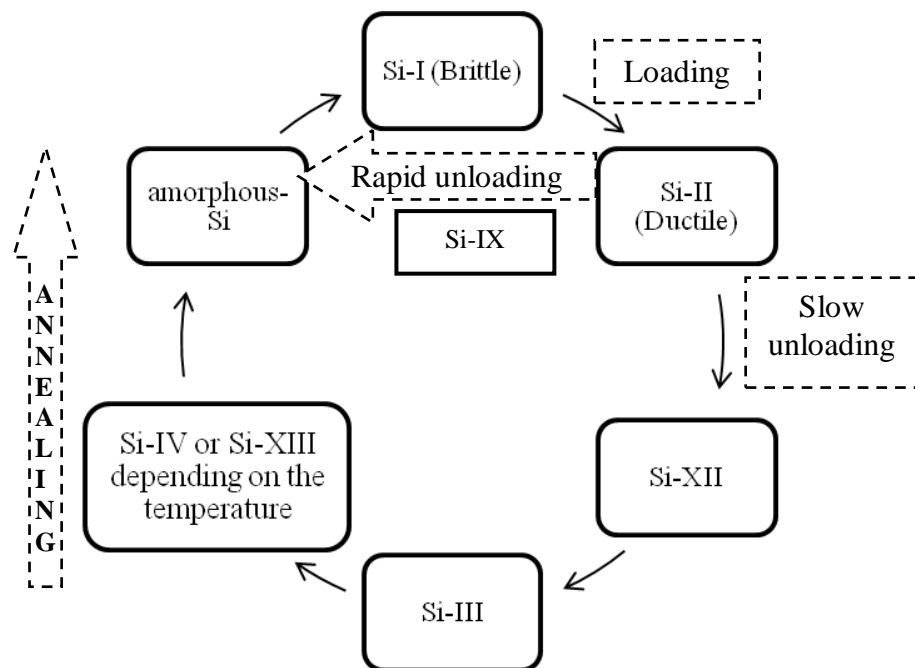 Si-I (Brittle)
Loading
amorphous-
Si
Rapid unloading
Si-II
(Ductile)
Si-IX
Slow
unloading
ANNEALING
Si-IV or Si-XIII
depending on the
temperature
Si-XII
Si-III